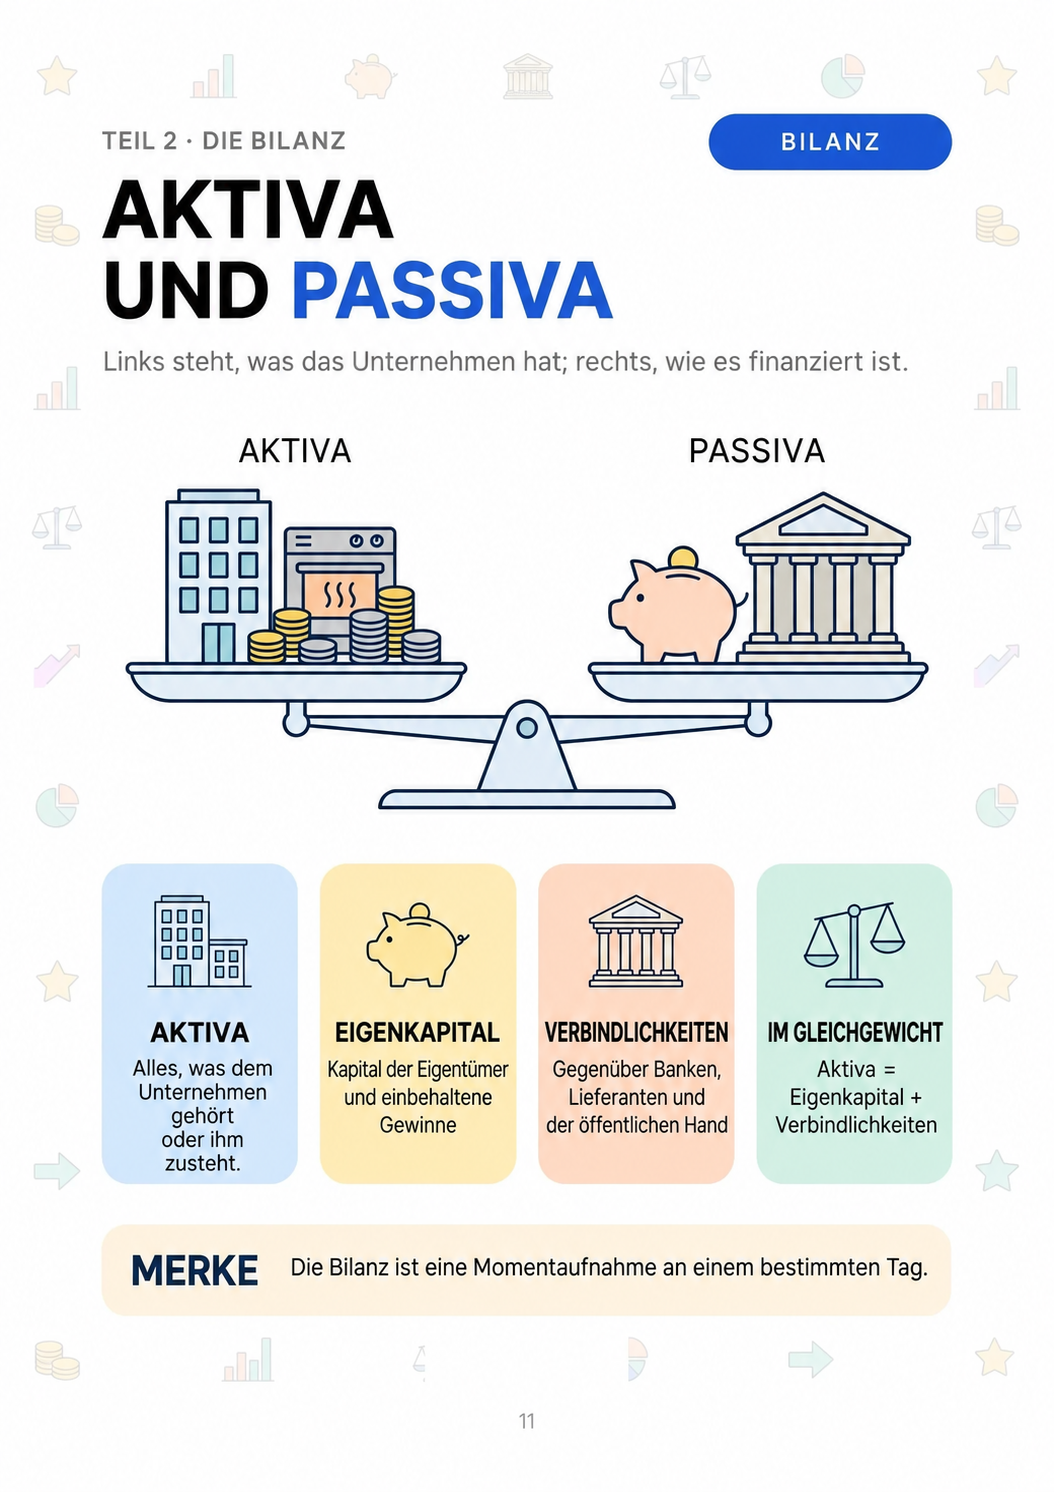 TEIL 2 · DIE BILANZ
BILANZ
AKTIVA
UND PASSIVA
Links steht, was das Unternehmen hat; rechts, wie es finanziert ist.
AKTIVA
PASSIVA
AKTIVA
Alles, was dem
Unternehmen
gehört
oder ihm
zusteht.
EIGENKAPITAL
Kapital der Eigentümer
und einbehaltene
Gewinne
VERBINDLICHKEITEN
Gegenüber Banken,
Lieferanten und
der öffentlichen Hand
IM GLEICHGEWICHT
Aktiva =
Eigenkapital +
Verbindlichkeiten
MERKE
Die Bilanz ist eine Momentaufnahme an einem bestimmten Tag.
11